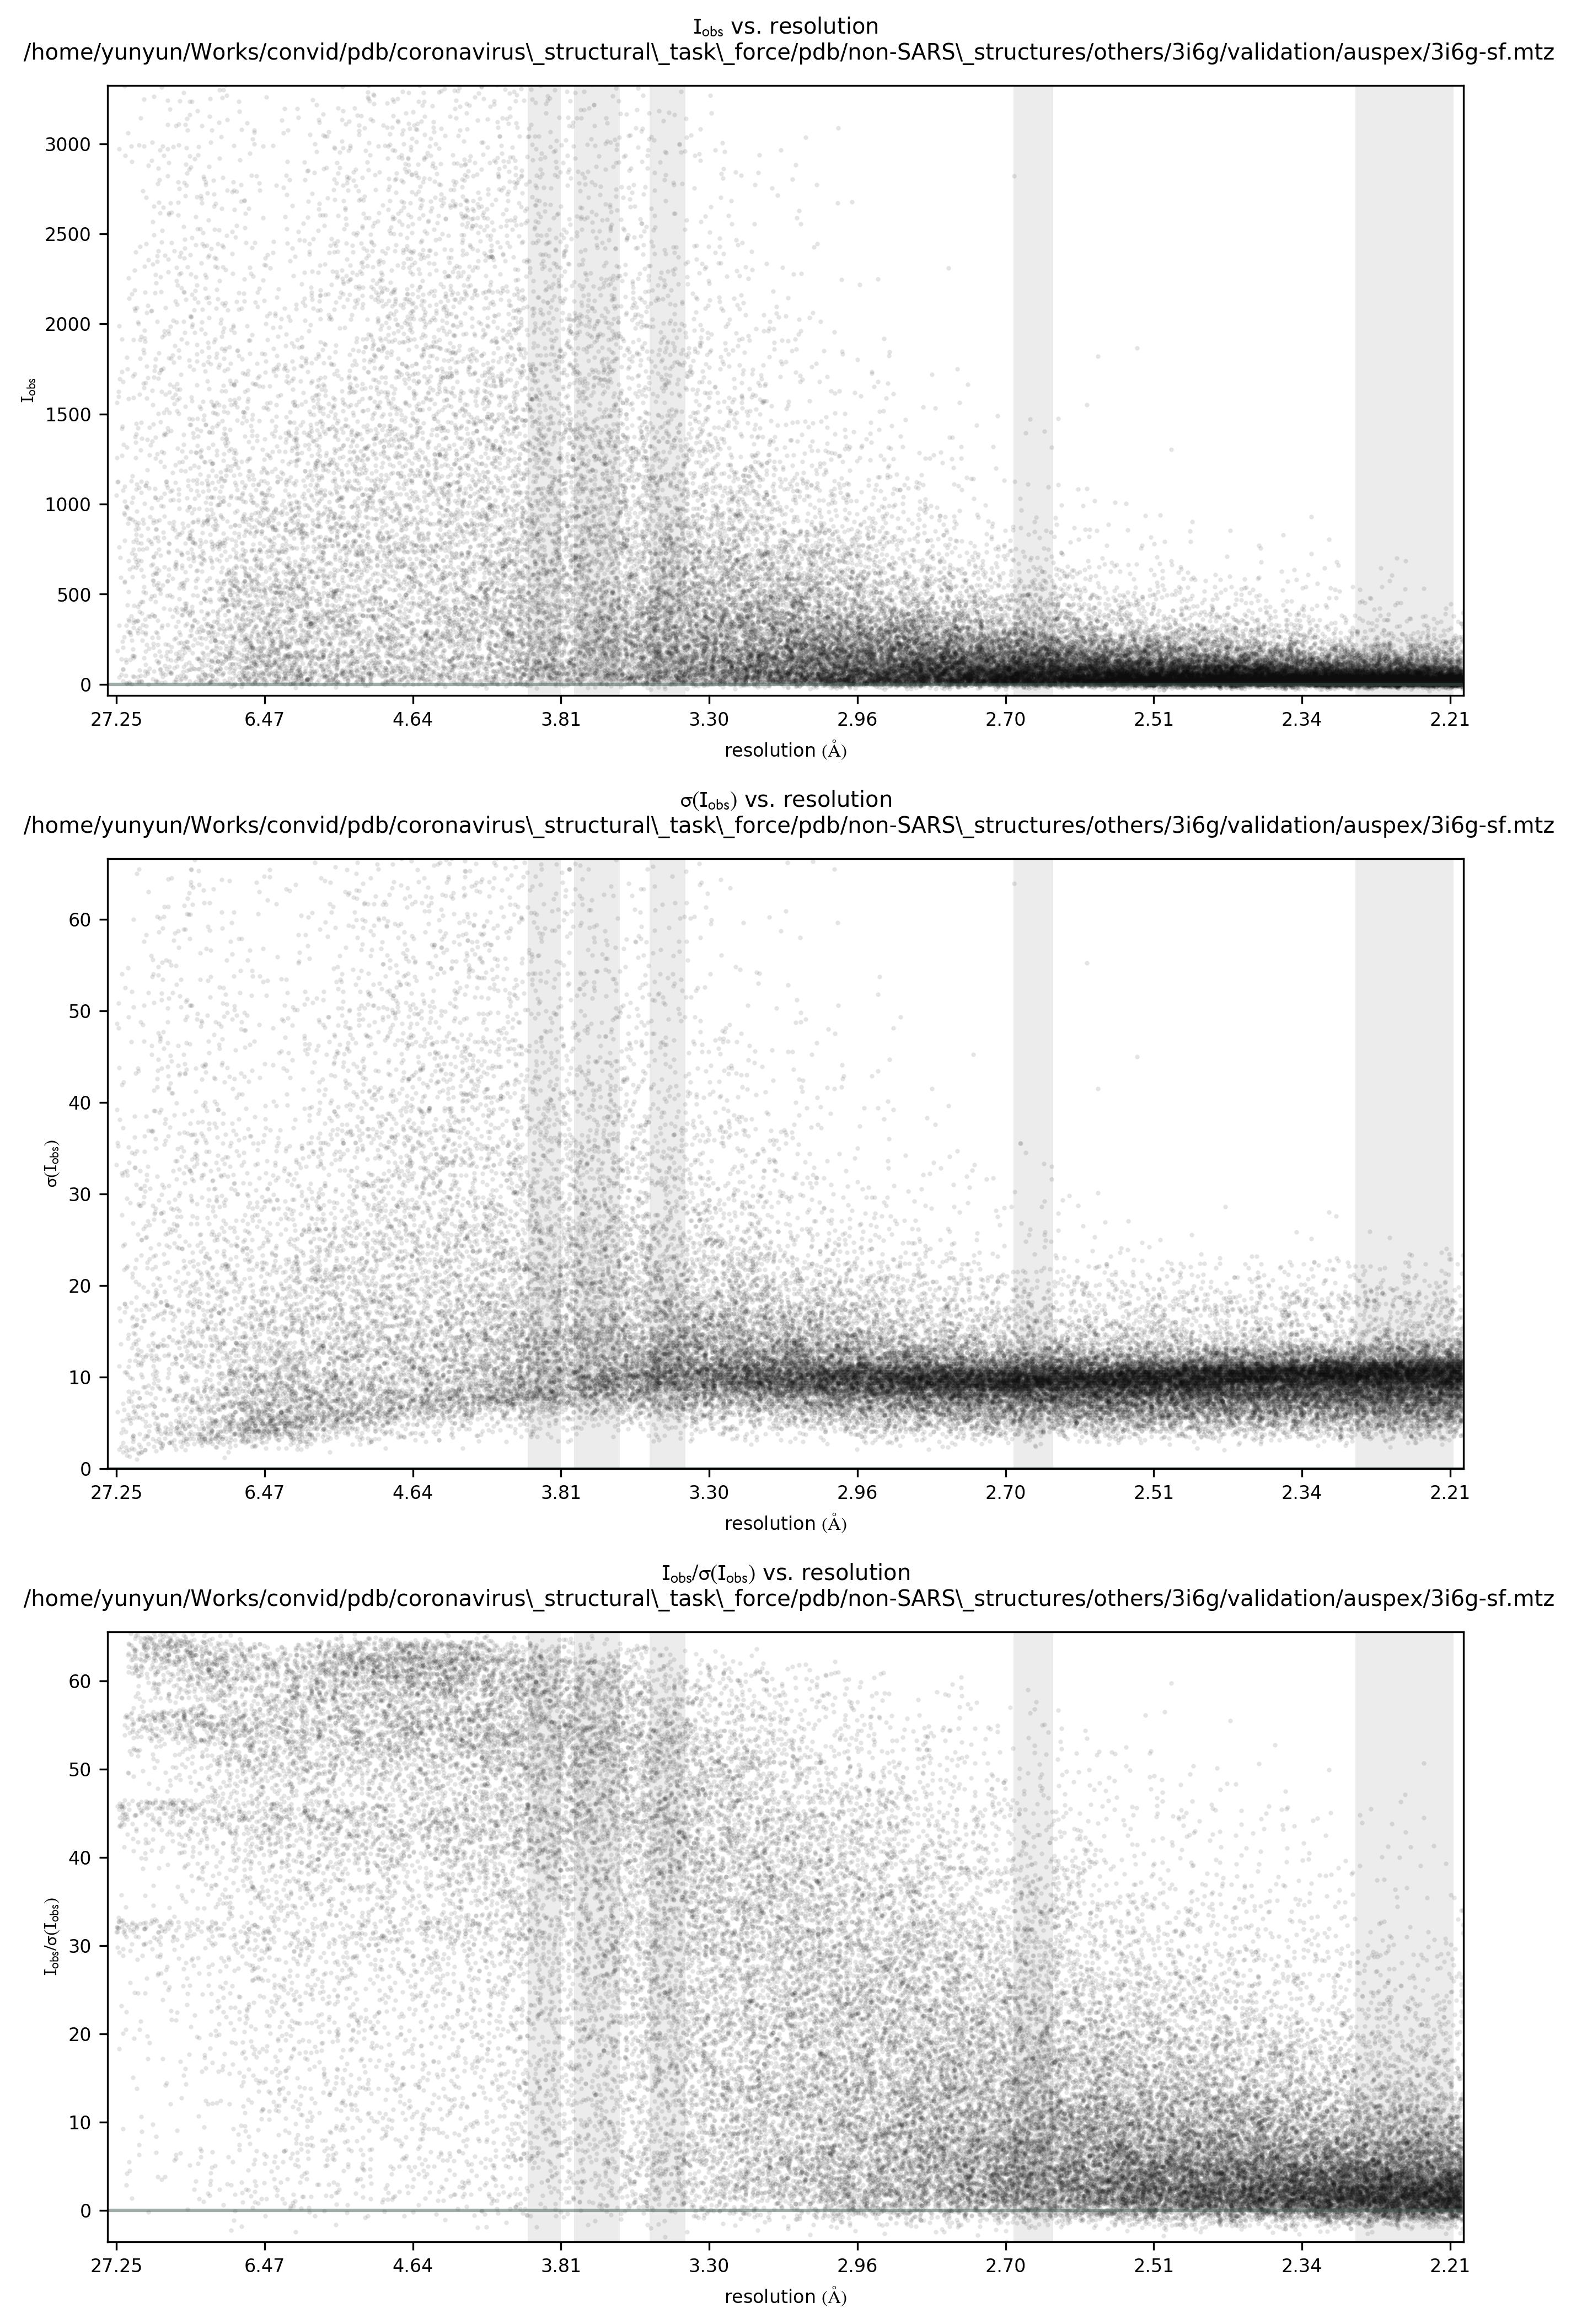 Iobs vs. resolution
/home/yunyun/Works/convid/pdb/coronavirus\_structural\_task\_force/pdb/non-SARS\_structures/others/3i6g/validation/auspex/3i6g-sf.mtz
3000
2500
2000
1500
1000
500
0
Iobs
27.25 6.47 4.64 3.81 3.30 2.96 2.70 2.51 2.34 2.21
resolution (Å)
σ(Iobs) vs. resolution
/home/yunyun/Works/convid/pdb/coronavirus\_structural\_task\_force/pdb/non-SARS\_structures/others/3i6g/validation/auspex/3i6g-sf.mtz
60
50
40
30
20
10
0
σ(Iobs)
27.25 6.47 4.64 3.81 3.30 2.96 2.70 2.51 2.34 2.21
resolution (Å)
Iobs/σ(Iobs) vs. resolution
/home/yunyun/Works/convid/pdb/coronavirus\_structural\_task\_force/pdb/non-SARS\_structures/others/3i6g/validation/auspex/3i6g-sf.mtz
60
50
40
30
20
10
0
Iobs/σ(Iobs)
27.25 6.47 4.64 3.81 3.30 2.96 2.70 2.51 2.34 2.21
resolution (Å)